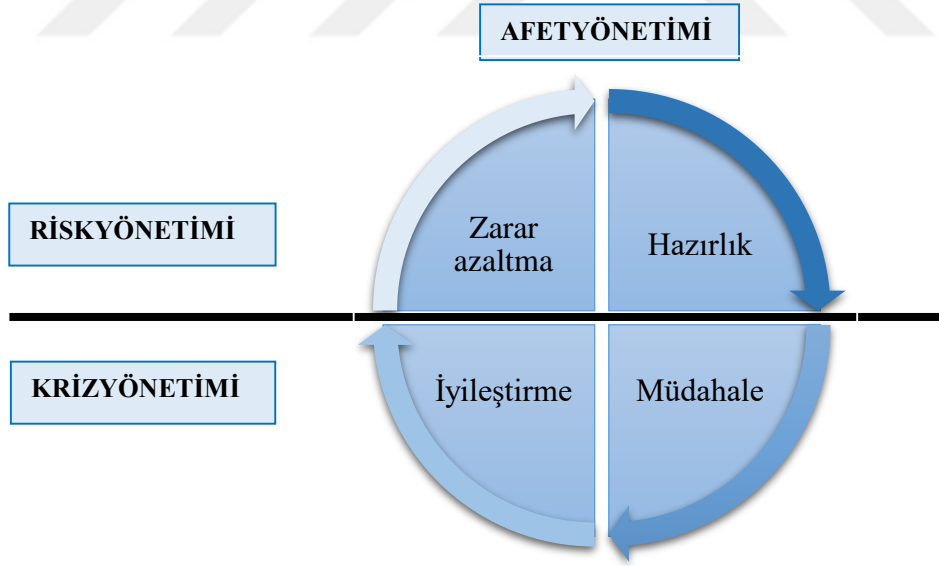 AFETYÖNETİMİ
RİSKYÖNETİMİ
Zarar
azaltma
Hazırlık
KRİZYÖNETİMİ
İyileştirme
Müdahale